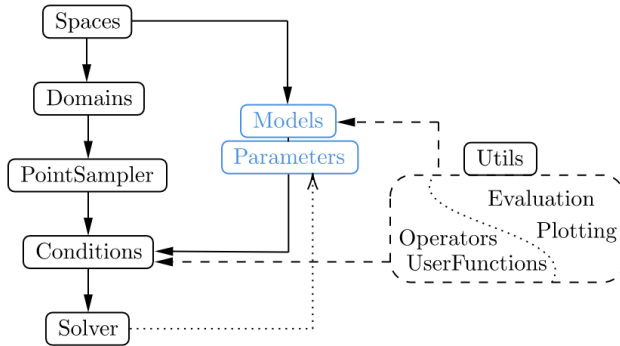 Spaces
Domains
Models
Parameters
Utils
PointSampler
Evaluation
Plotting
Operators
Conditions
UserFunctions
Solver